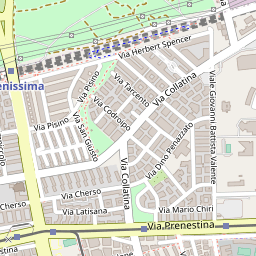 Via Herbert Spencer
enissima
Via Pisino
Via Tarcento
Via Collatina
Viale Giovanni Battista Valente
Via Codroipo
Via Pisino
Via San Giusto
Via Dino Penazzato
Via Cherso
Via Cherso
Via Collatina
Via Latisana
Via Mario Chiri
Via Prenestina